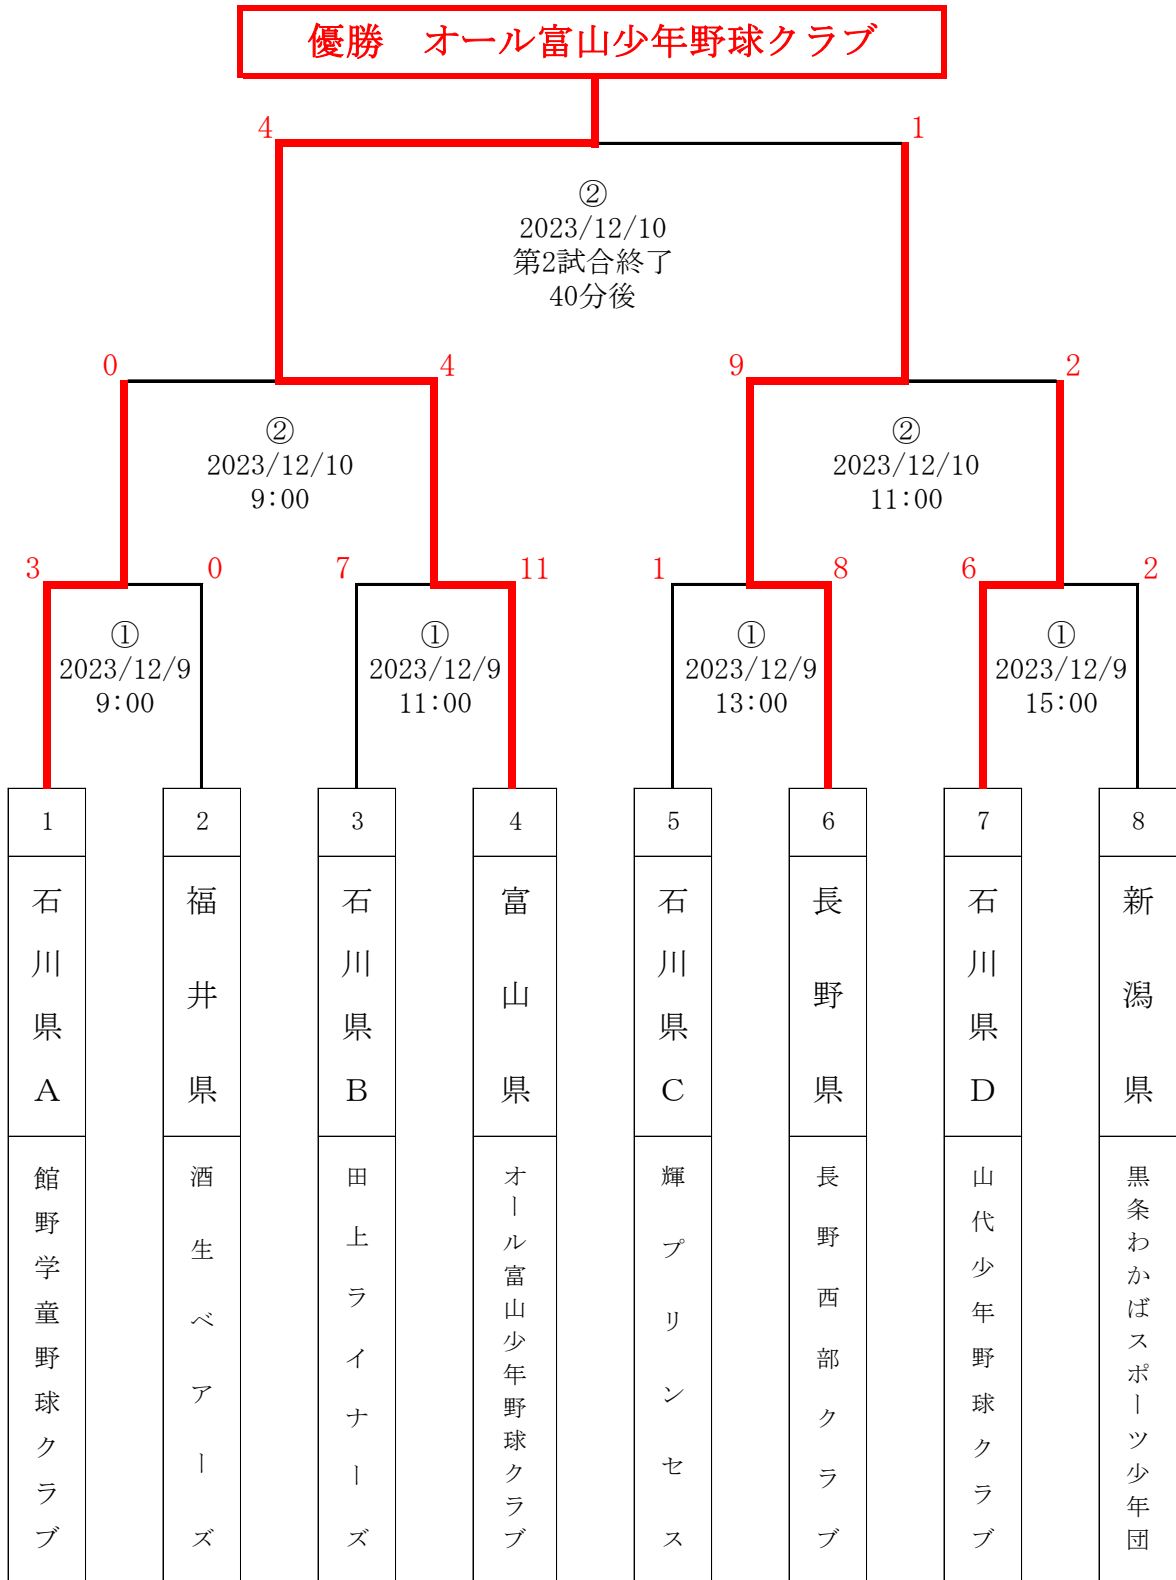 優勝　オール富山少年野球クラブ
4
1
②
2023/12/10
第2試合終了
40分後
0
4
9
2
②
2023/12/10
9:00
②
2023/12/10
11:00
3
0
7
11
1
8
6
2
①
2023/12/9
9:00
①
2023/12/9
11:00
①
2023/12/9
13:00
①
2023/12/9
15:00
1
石川県A
館野学童野球クラブ
2
福井県
酒生ベアーズ
3
石川県B
田上ライナーズ
4
富山県
オール富山少年野球クラブ
5
石川県C
輝プリンセス
6
長野県
長野西部クラブ
7
石川県D
山代少年野球クラブ
8
新潟県
黒条わかばスポーツ少年団